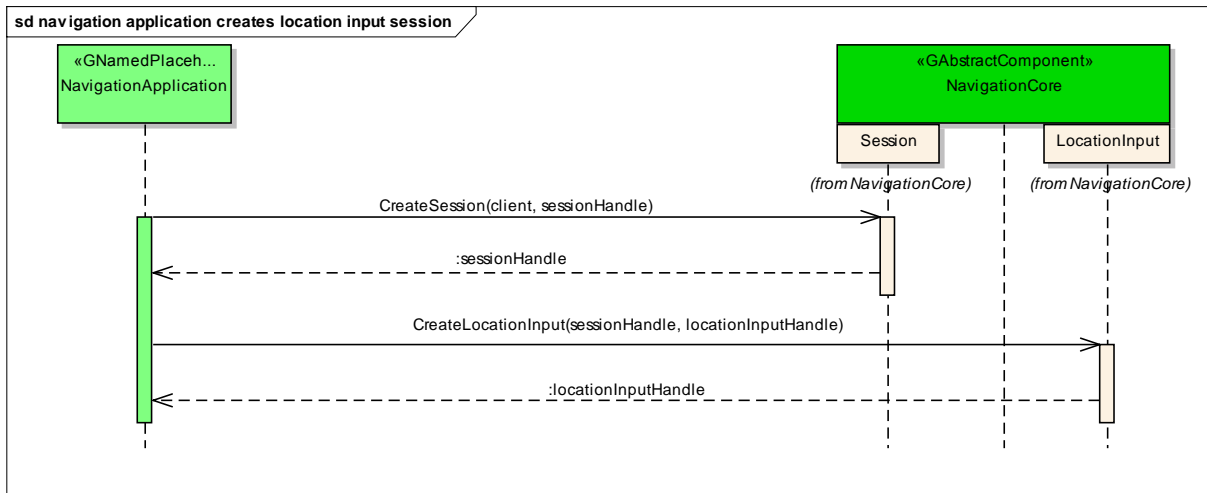 sd navigation application creates location input session
«GNamedPlaceh...
NavigationApplication
«GAbstractComponent»
NavigationCore
Session
LocationInput
(from NavigationCore)
(from NavigationCore)
CreateSession(client, sessionHandle)
:sessionHandle
CreateLocationInput(sessionHandle, locationInputHandle)
:locationInputHandle